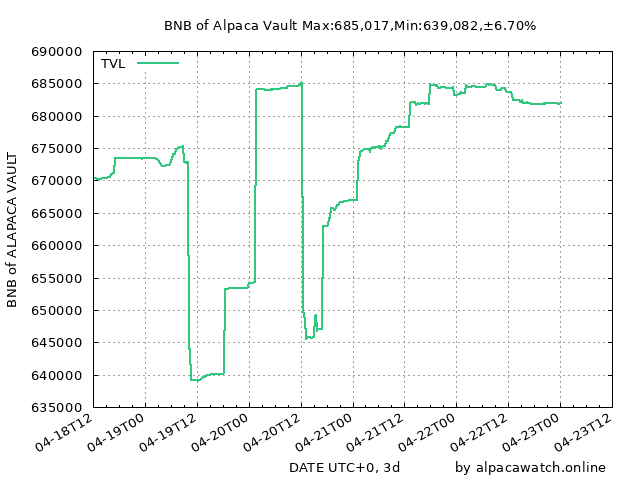 BNB of Alpaca Vault Max:685,017,Min:639,082,±6.70%
TVL
690000
685000
680000
675000
670000
665000
660000
655000
650000
645000
640000
635000
BNB of ALAPACA VAULT
04-18T12
04-19T00
04-19T12
04-20T00
04-20T12
04-21T00
04-21T12
04-22T00
04-22T12
04-23T00
04-23T12
DATE UTC+0, 3d
by alpacawatch.online